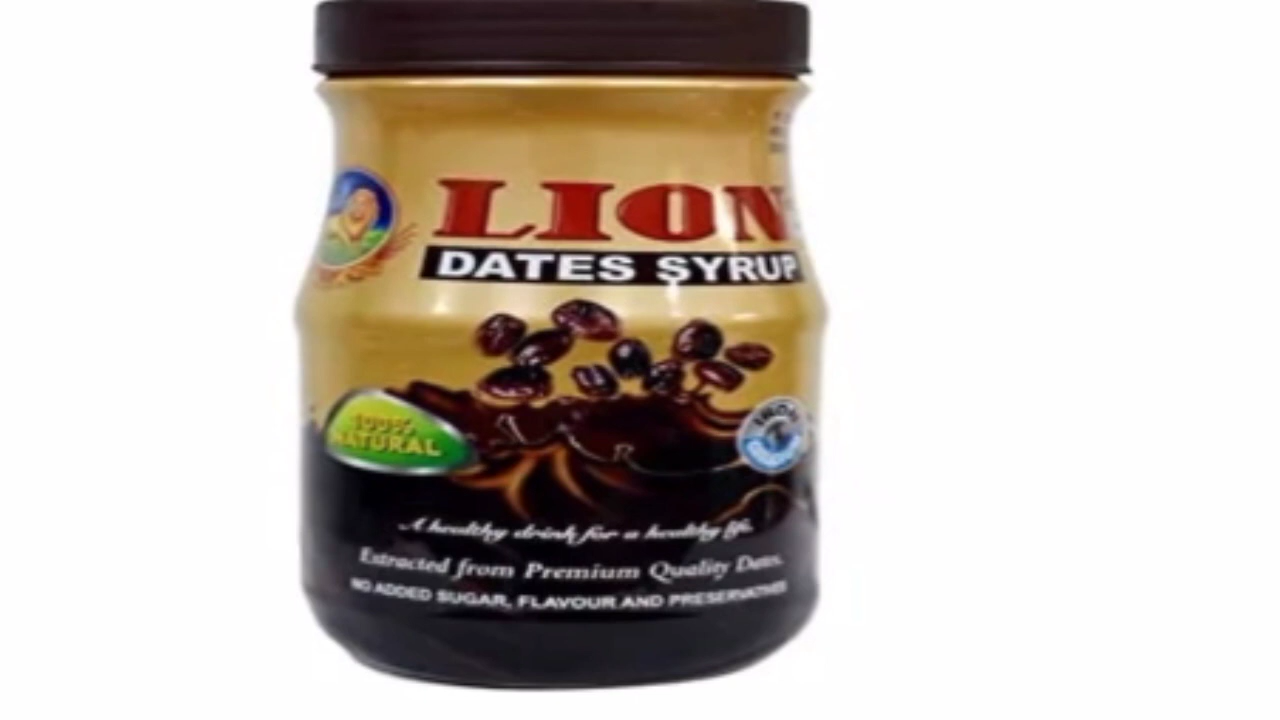 LION
DATES SYRUP
100%
NATURAL
IRON
A healthy drink for a healthy life.
Extracted from Premium Quality Dates.
NO ADDED SUGAR, FLAVOUR AND PRESERVATIVES